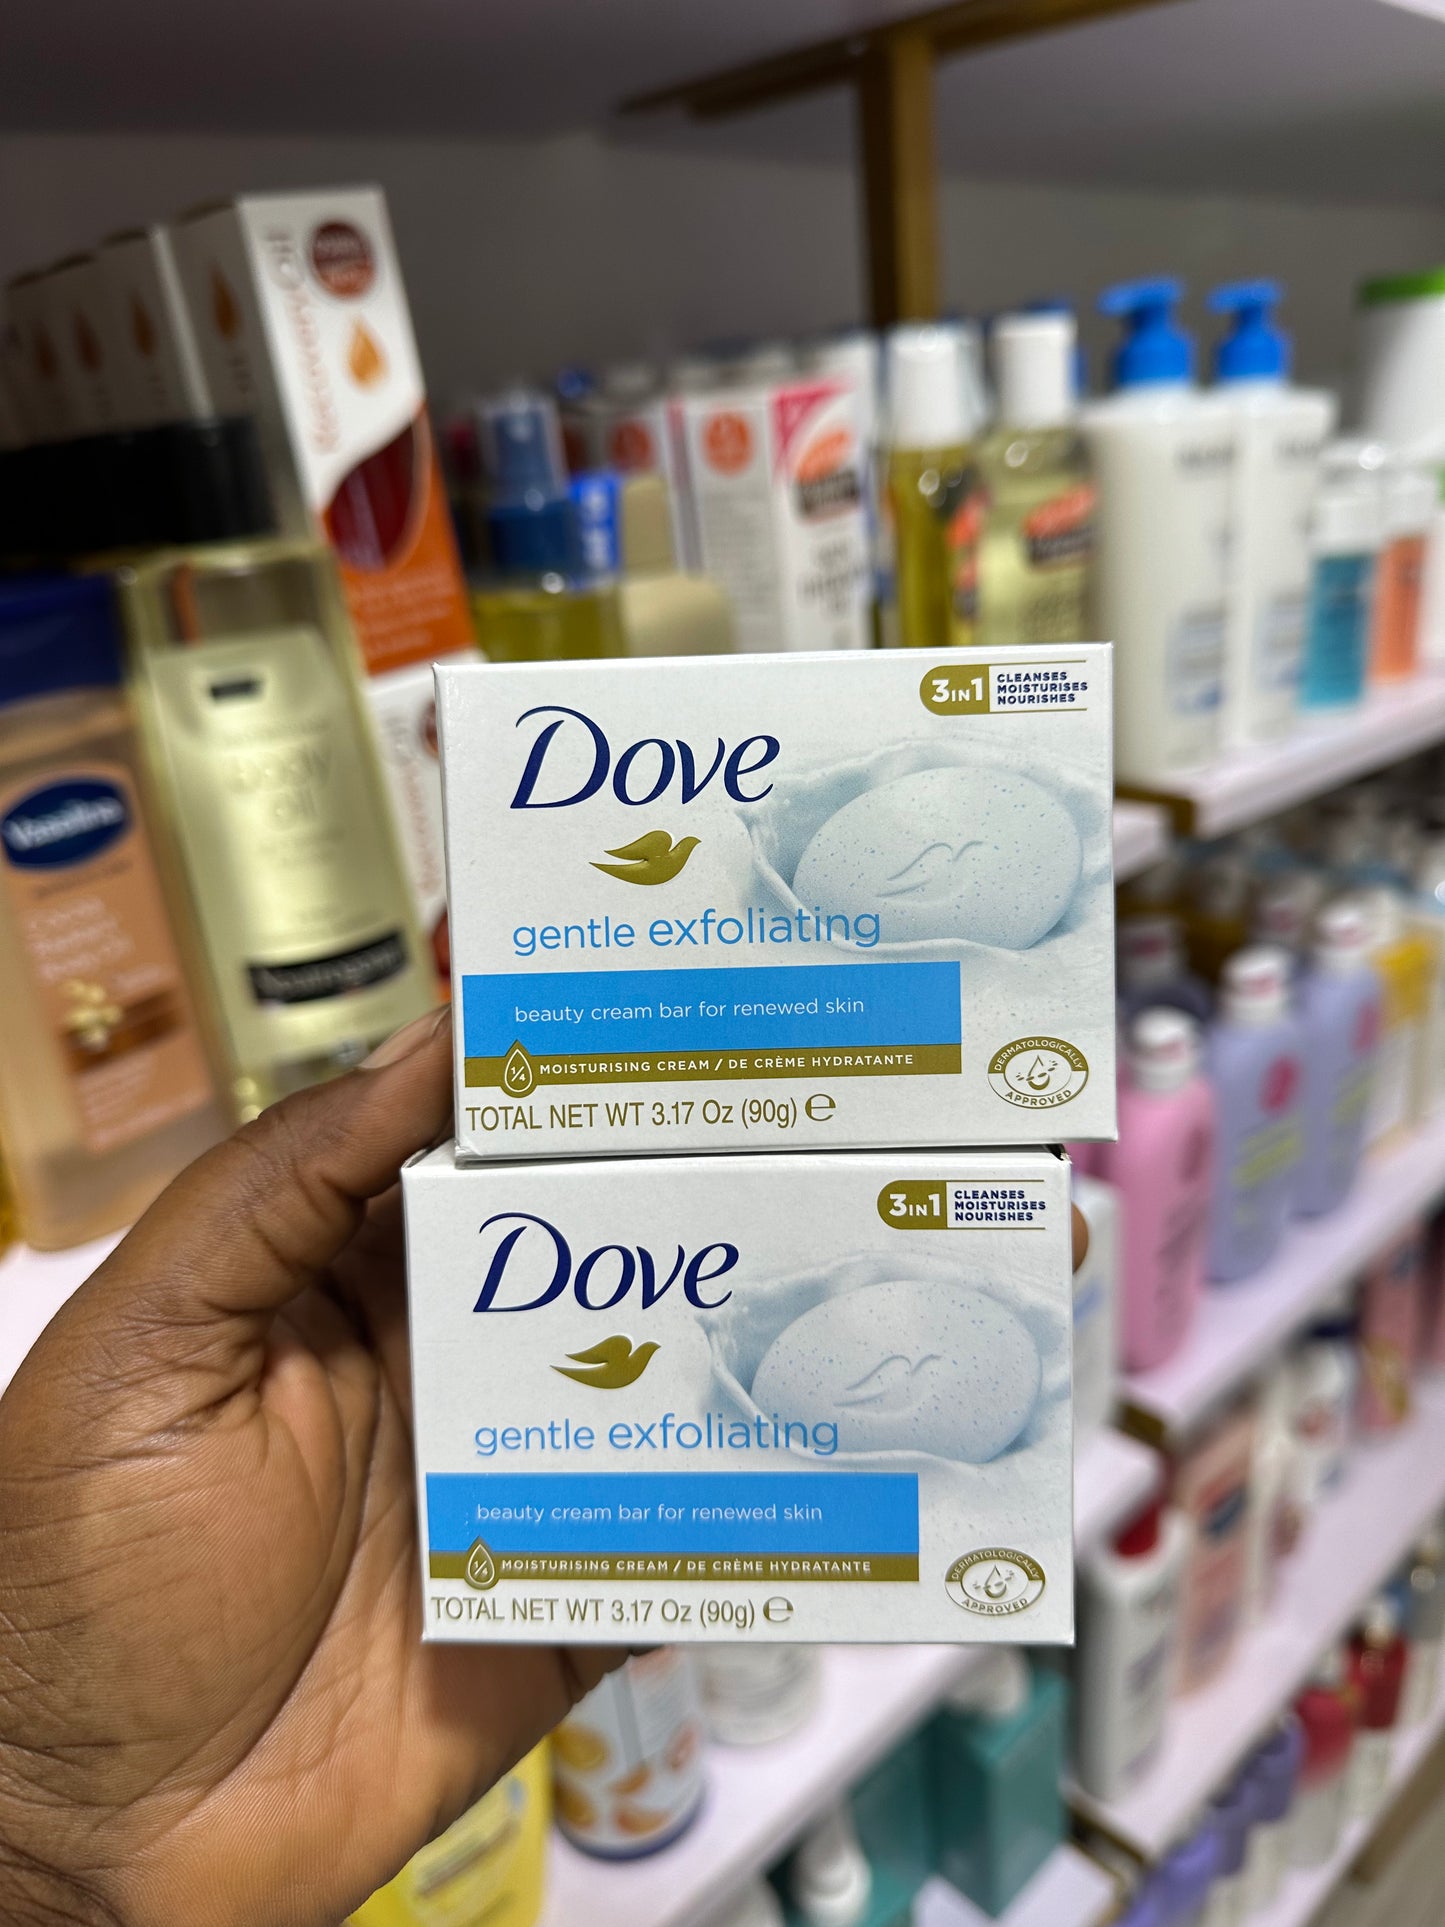 Dove
3IN1
CLEANSES
MOISTURISES
NOURISHES
gentle exfoliating
beauty cream bar for renewed skin
1/4 MOISTURISING CREAM / DE CRÈME HYDRATANTE
DERMATOLOGICALLY
APPROVED
TOTAL NET WT 3.17 Oz (90g) ℮
Dove
3IN1
CLEANSES
MOISTURISES
NOURISHES
gentle exfoliating
beauty cream bar for renewed skin
1/4 MOISTURISING CREAM / DE CRÈME HYDRATANTE
DERMATOLOGICALLY
APPROVED
TOTAL NET WT 3.17 Oz (90g) ℮
Vaseline
body
oil
Neutrogena